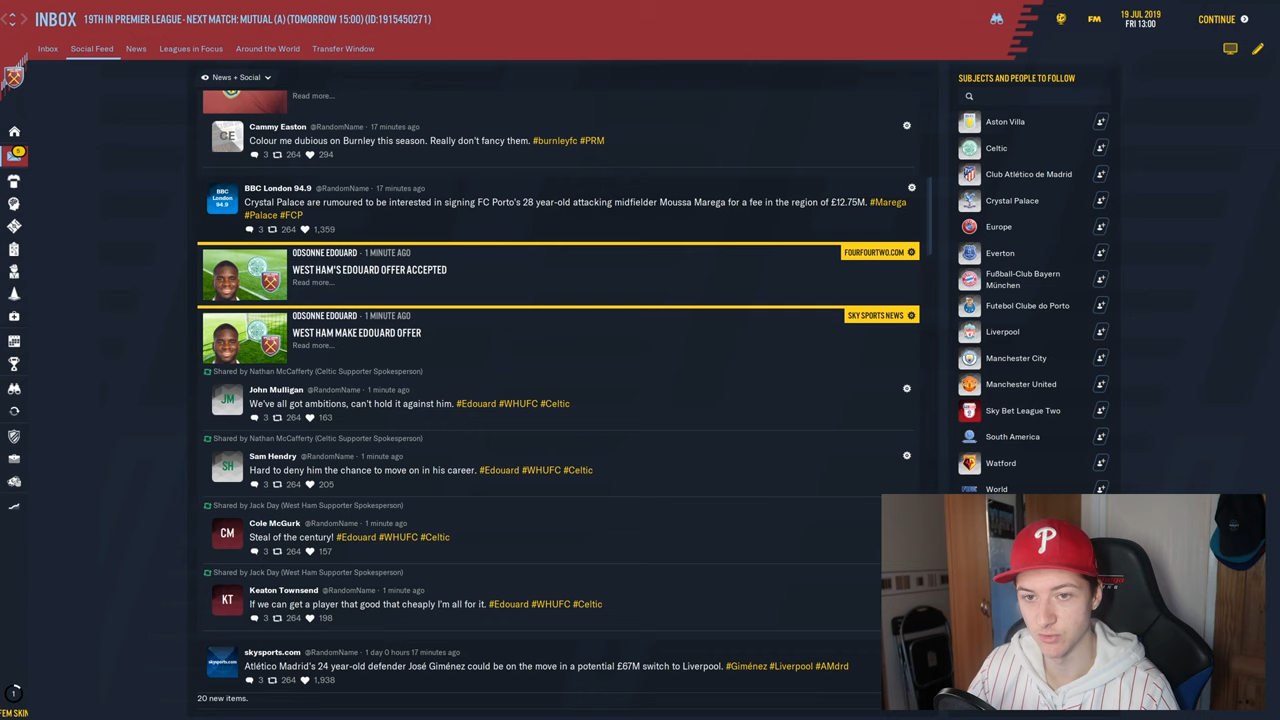 INBOX
19TH IN PREMIER LEAGUE - NEXT MATCH: MUTUAL (A) (TOMORROW 15:00) (ID:1915450271)
FM
19 JUL 2019
FRI 13:00
CONTINUE
Inbox
Social Feed
News
Leagues in Focus
Around the World
Transfer Window
5
News + Social
Read more...
CE
Cammy Easton @RandomName · 17 minutes ago
Colour me dubious on Burnley this season. Really don't fancy them. #burnleyfc #PRM
3 264 294
BBC London 94.9
BBC London 94.9 @RandomName · 17 minutes ago
Crystal Palace are rumoured to be interested in signing FC Porto's 28 year-old attacking midfielder Moussa Marega for a fee in the region of £12.75M. #Marega
#Palace #FCP
3 264 1,359
ODSONNE EDOUARD - 1 MINUTE AGO
FOURFOURTWO.COM
WEST HAM'S EDOUARD OFFER ACCEPTED
Read more...
ODSONNE EDOUARD - 1 MINUTE AGO
SKY SPORTS NEWS
WEST HAM MAKE EDOUARD OFFER
Read more...
Shared by Nathan McCafferty (Celtic Supporter Spokesperson)
JM
John Mulligan @RandomName · 1 minute ago
We've all got ambitions, can't hold it against him. #Edouard #WHUFC #Celtic
3 264 163
Shared by Nathan McCafferty (Celtic Supporter Spokesperson)
SH
Sam Hendry @RandomName · 1 minute ago
Hard to deny him the chance to move on in his career. #Edouard #WHUFC #Celtic
3 264 205
Shared by Jack Day (West Ham Supporter Spokesperson)
CM
Cole McGurk @RandomName · 1 minute ago
Steal of the century! #Edouard #WHUFC #Celtic
3 264 157
Shared by Jack Day (West Ham Supporter Spokesperson)
KT
Keaton Townsend @RandomName · 1 minute ago
If we can get a player that good that cheaply I'm all for it. #Edouard #WHUFC #Celtic
3 264 198
skysports.com
skysports.com @RandomName · 1 day 0 hours 17 minutes ago
Atlético Madrid's 24 year-old defender José Giménez could be on the move in a potential £67M switch to Liverpool. #Giménez #Liverpool #AMdrd
3 264 1,938
20 new items.
SUBJECTS AND PEOPLE TO FOLLOW
Aston Villa
Celtic
Club Atlético de Madrid
Crystal Palace
Europe
Everton
Fußball-Club Bayern
München
Futebol Clube do Porto
Liverpool
Manchester City
Manchester United
Sky Bet League Two
South America
Watford
World
P
1
FEM SKIN